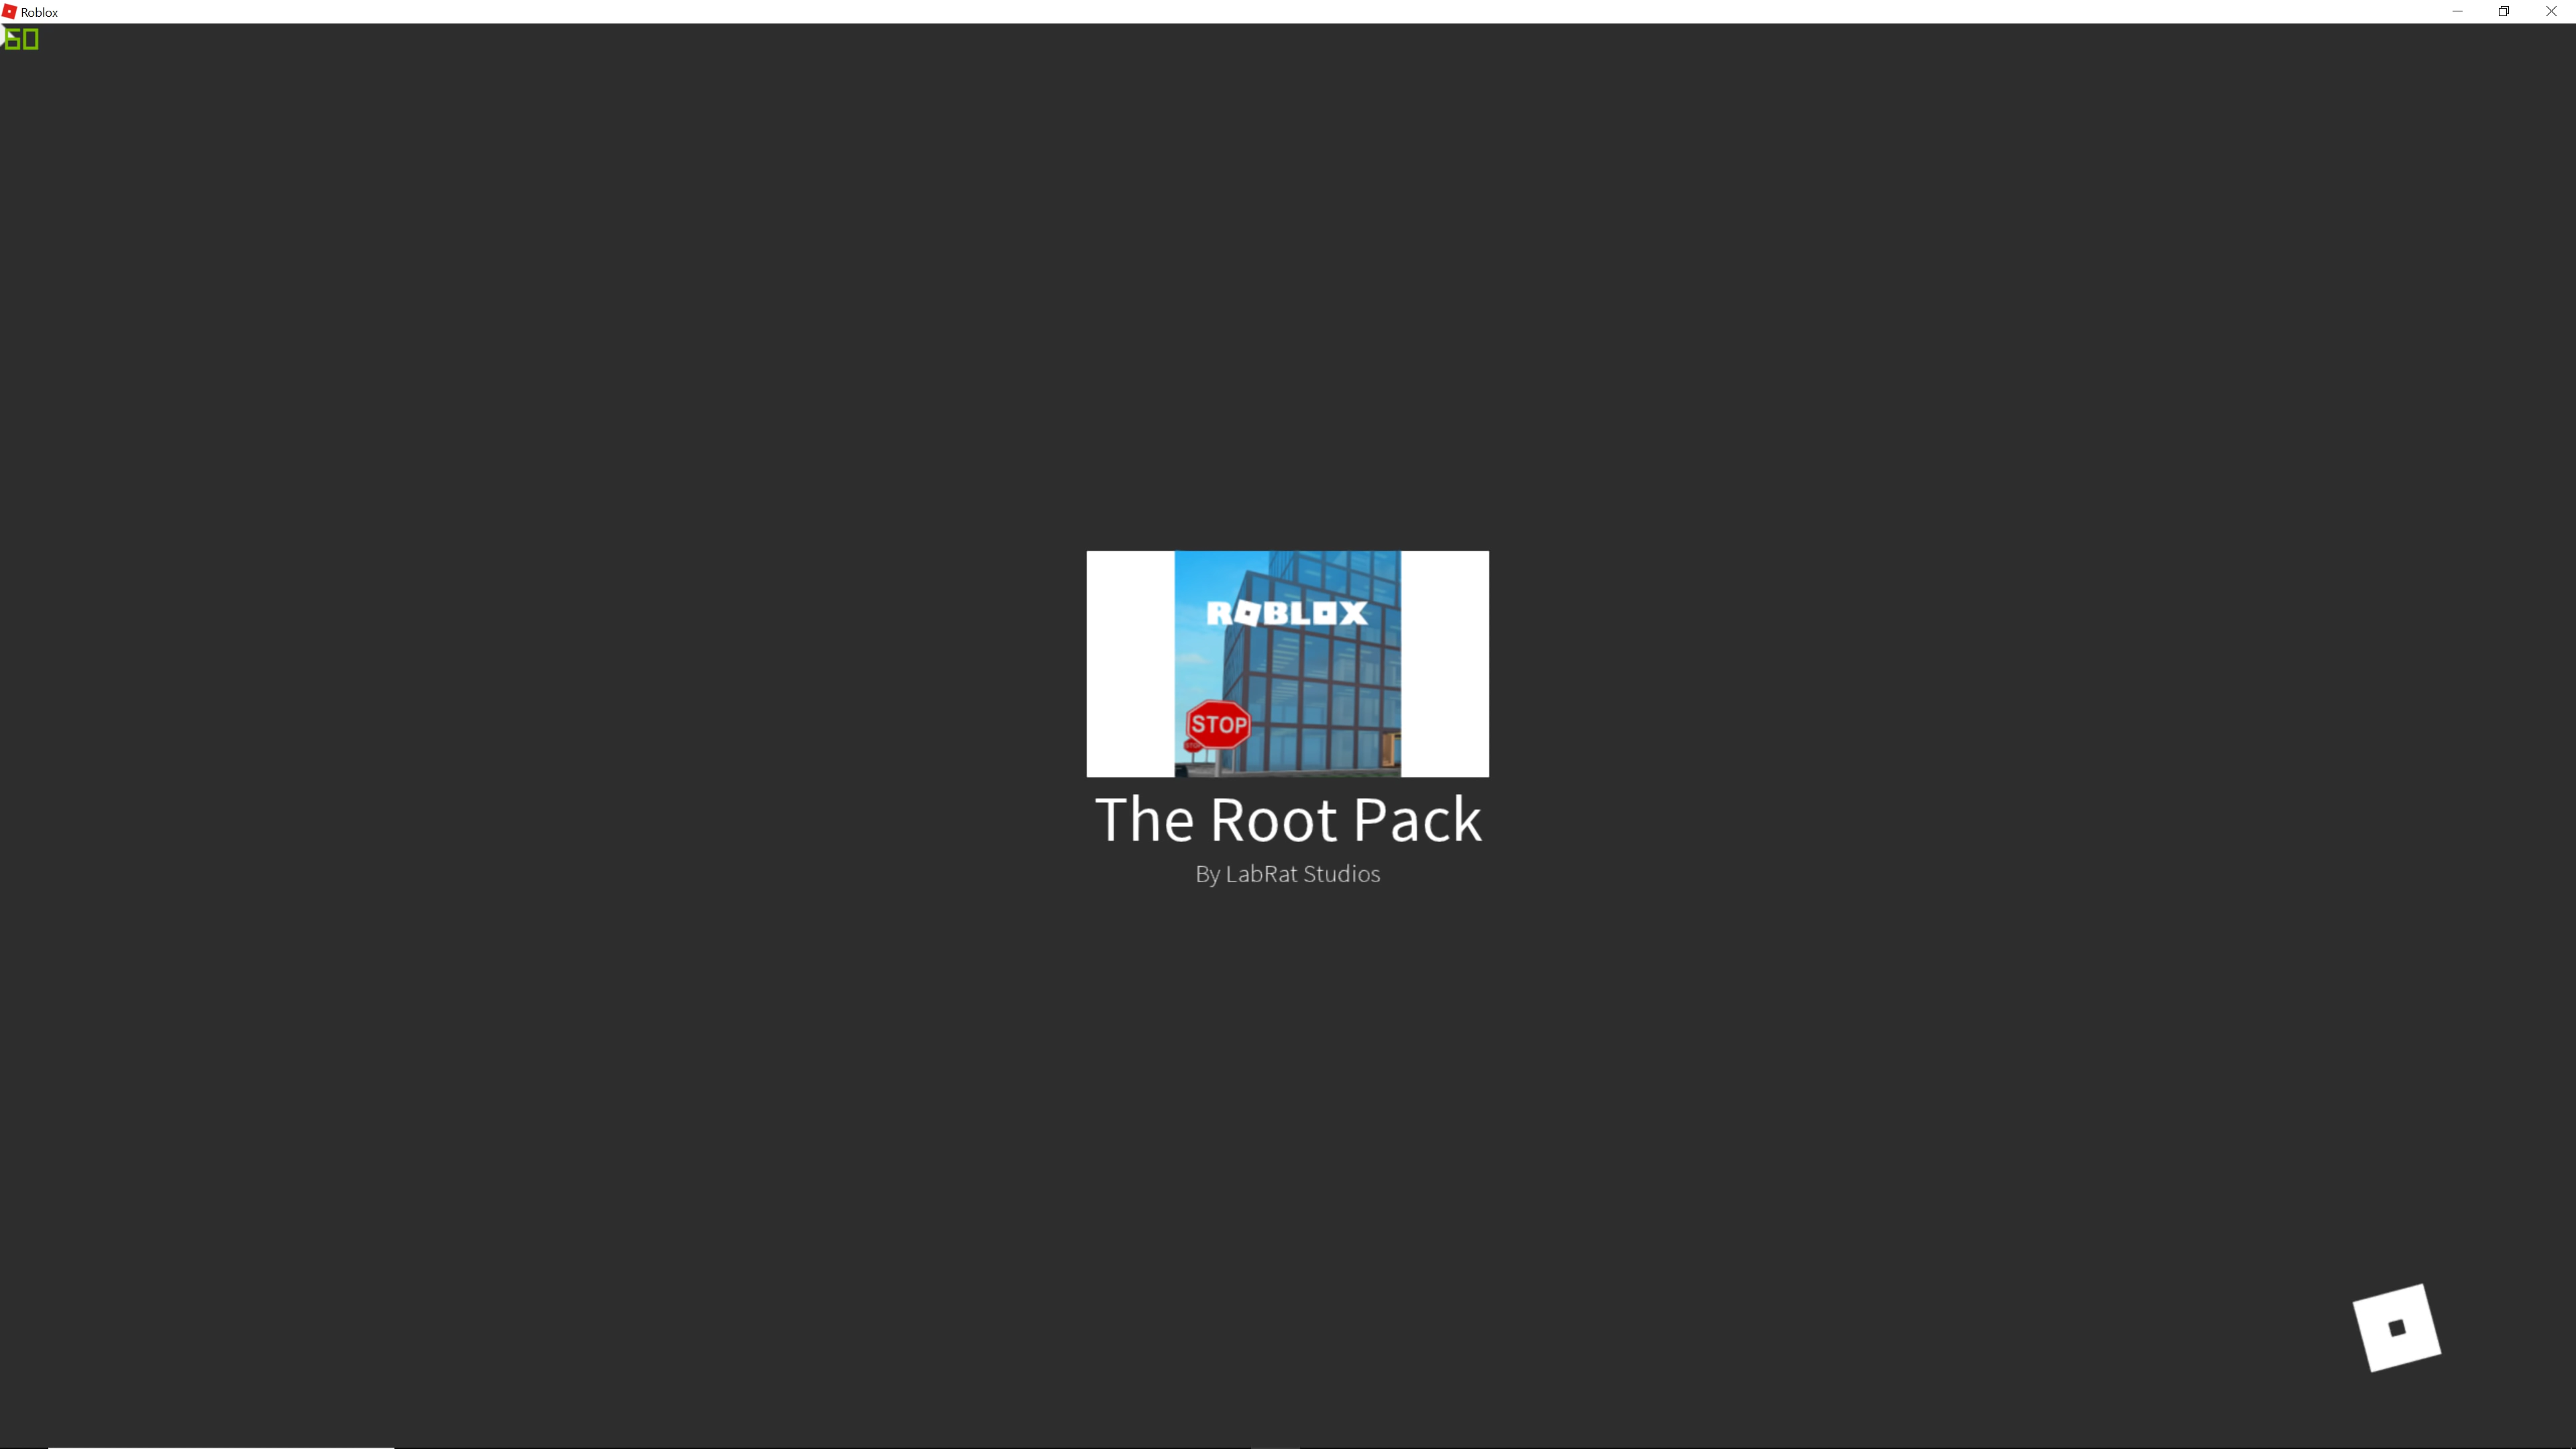 Roblox
60
ROBLOX
STOP
The Root Pack
By LabRat Studios